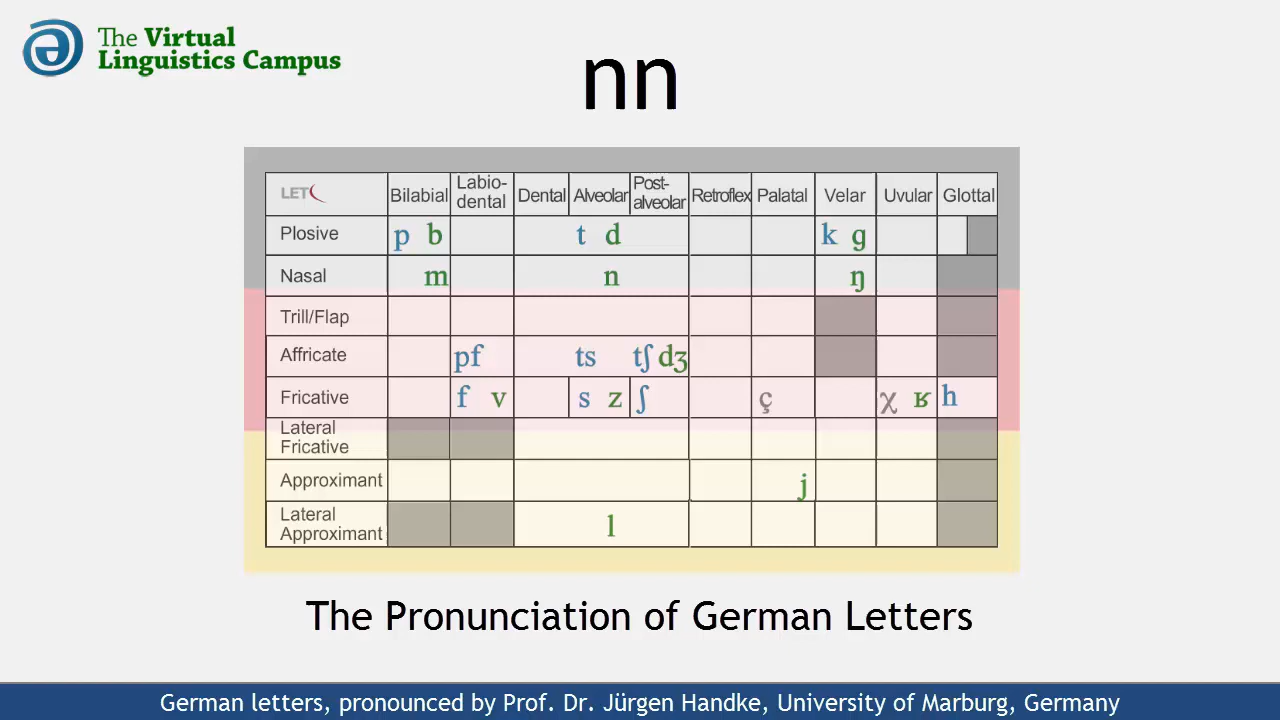 The Virtual
Linguistics Campus
nn
LET
Bilabial Labio-dental Dental Alveolar Post-alveolar Retroflex Palatal Velar Uvular Glottal
Plosive p b t d k g
Nasal m n ŋ
Trill/Flap
Affricate pf ts tʃ dʒ
Fricative f v s z ʃ ç χ ʁ h
Lateral
Fricative
Approximant j
Lateral
Approximant l
The Pronunciation of German Letters
German letters, pronounced by Prof. Dr. Jürgen Handke, University of Marburg, Germany